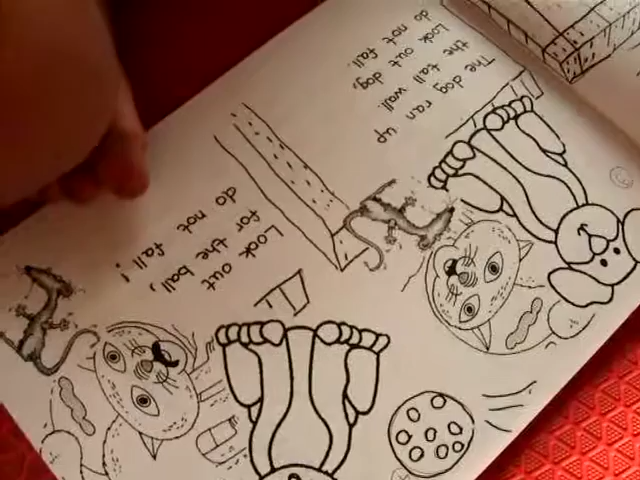 The dog ran up
the tall wall
Look out dog,
do not fall.
Look out
for the ball,
do not fall!